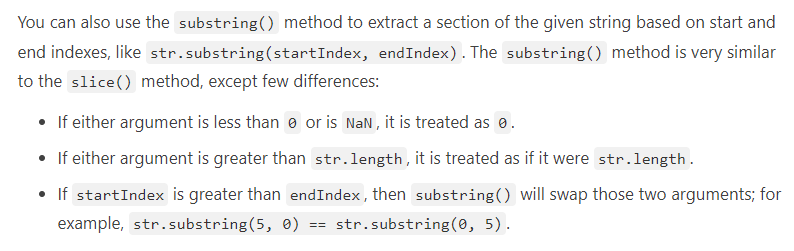 You can also use the substring() method to extract a section of the given string based on start and
end indexes, like str.substring(startIndex, endIndex). The substring() method is very similar
to the slice() method, except few differences:
• If either argument is less than 0 or is NaN, it is treated as 0.
• If either argument is greater than str.length, it is treated as if it were str.length.
• If startIndex is greater than endIndex, then substring() will swap those two arguments; for
example, str.substring(5, 0) == str.substring(0, 5).